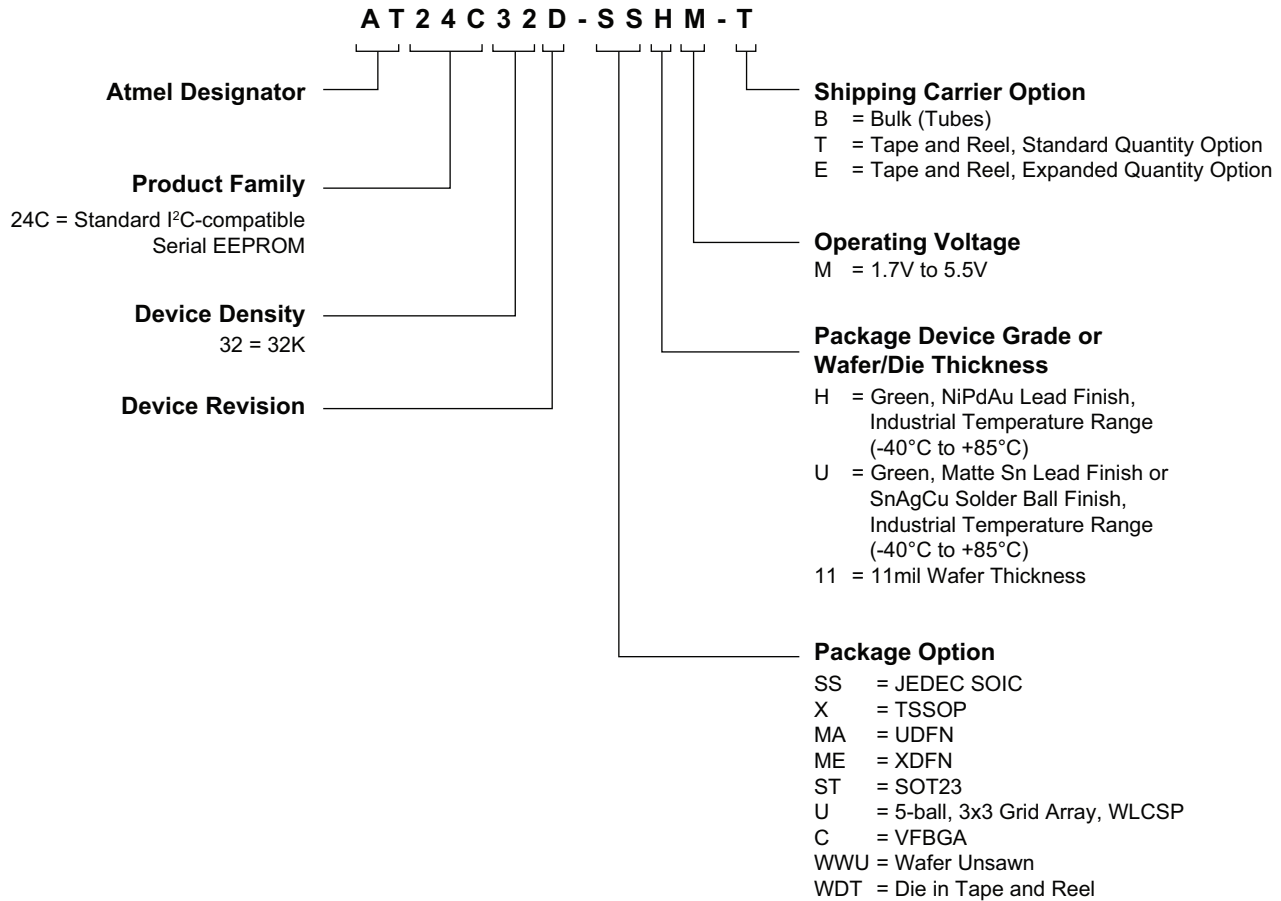 AT24C32D-SSHM-T
Atmel Designator
Product Family
24C = Standard I²C-compatible
Serial EEPROM
Device Density
32 = 32K
Device Revision
Shipping Carrier Option
B = Bulk (Tubes)
T = Tape and Reel, Standard Quantity Option
E = Tape and Reel, Expanded Quantity Option
Operating Voltage
M = 1.7V to 5.5V
Package Device Grade or
Wafer/Die Thickness
H = Green, NiPdAu Lead Finish,
Industrial Temperature Range
(-40°C to +85°C)
U = Green, Matte Sn Lead Finish or
SnAgCu Solder Ball Finish,
Industrial Temperature Range
(-40°C to +85°C)
11 = 11mil Wafer Thickness
Package Option
SS = JEDEC SOIC
X = TSSOP
MA = UDFN
ME = XDFN
ST = SOT23
U = 5-ball, 3x3 Grid Array, WLCSP
C = VFBGA
WWU = Wafer Unsawn
WDT = Die in Tape and Reel